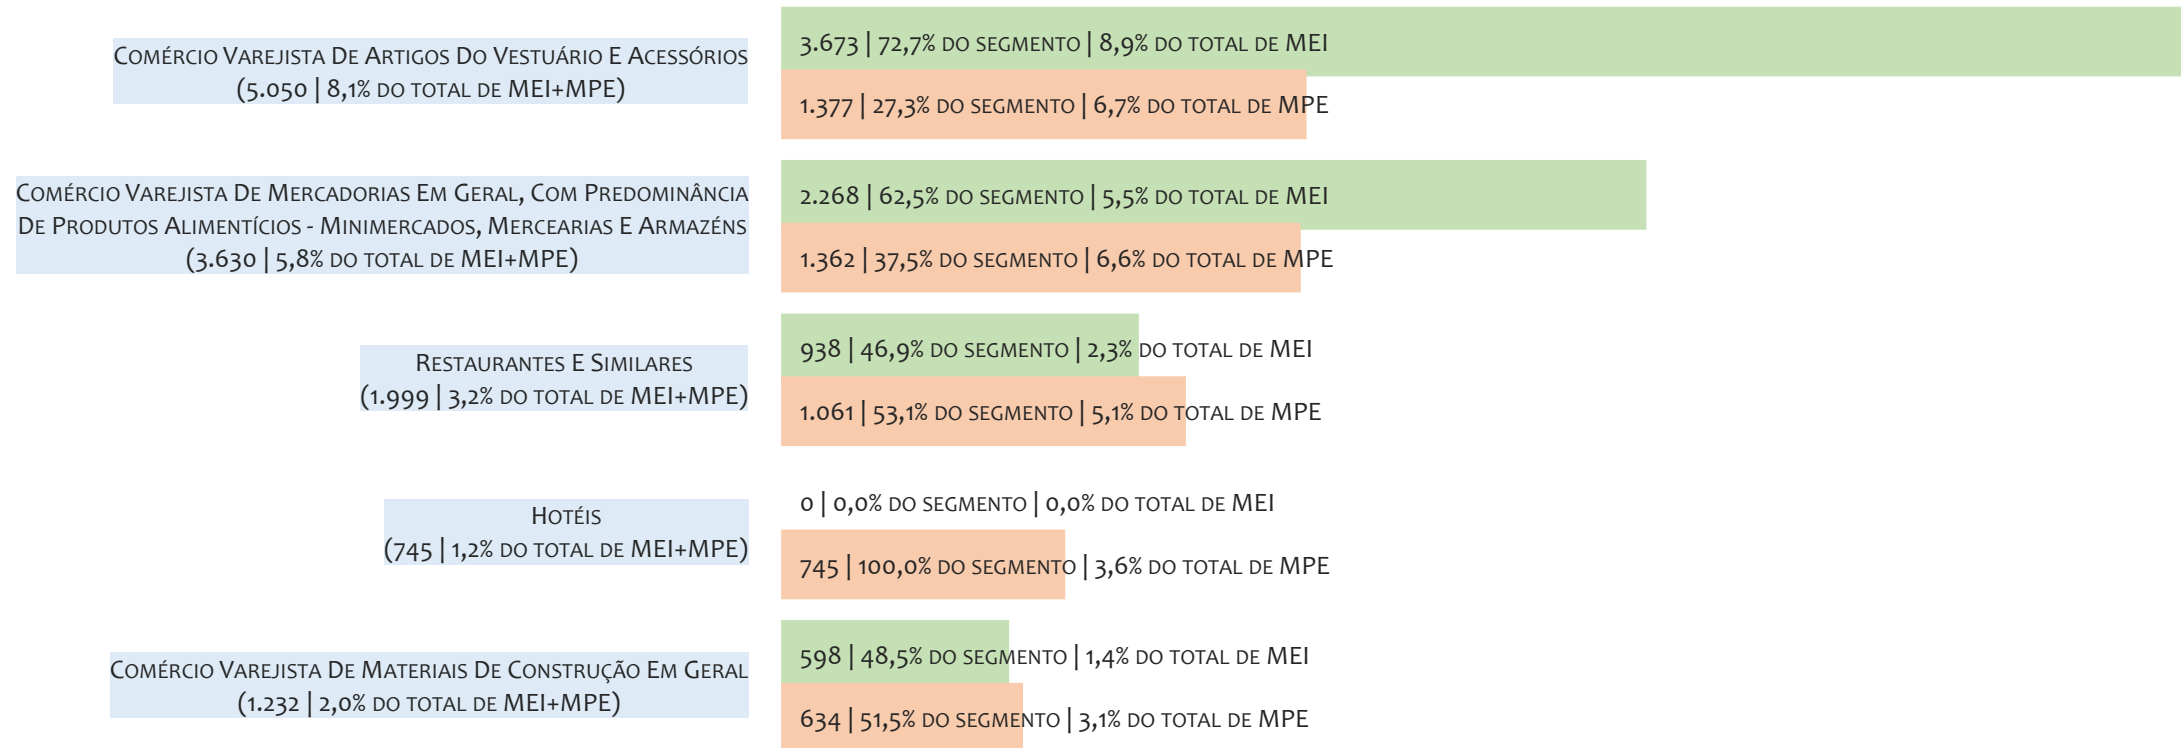 Comércio Varejista De Artigos Do Vestuário E Acessórios
(5.050 | 8,1% do total de MEI+MPE)
3.673 | 72,7% do segmento | 8,9% do total de MEI
1.377 | 27,3% do segmento | 6,7% do total de MPE
Comércio Varejista De Mercadorias Em Geral, Com Predominância
De Produtos Alimentícios - Minimercados, Mercearias E Armazéns
(3.630 | 5,8% do total de MEI+MPE)
2.268 | 62,5% do segmento | 5,5% do total de MEI
1.362 | 37,5% do segmento | 6,6% do total de MPE
Restaurantes E Similares
(1.999 | 3,2% do total de MEI+MPE)
938 | 46,9% do segmento | 2,3% do total de MEI
1.061 | 53,1% do segmento | 5,1% do total de MPE
Hotéis
(745 | 1,2% do total de MEI+MPE)
0 | 0,0% do segmento | 0,0% do total de MEI
745 | 100,0% do segmento | 3,6% do total de MPE
Comércio Varejista De Materiais De Construção Em Geral
(1.232 | 2,0% do total de MEI+MPE)
598 | 48,5% do segmento | 1,4% do total de MEI
634 | 51,5% do segmento | 3,1% do total de MPE